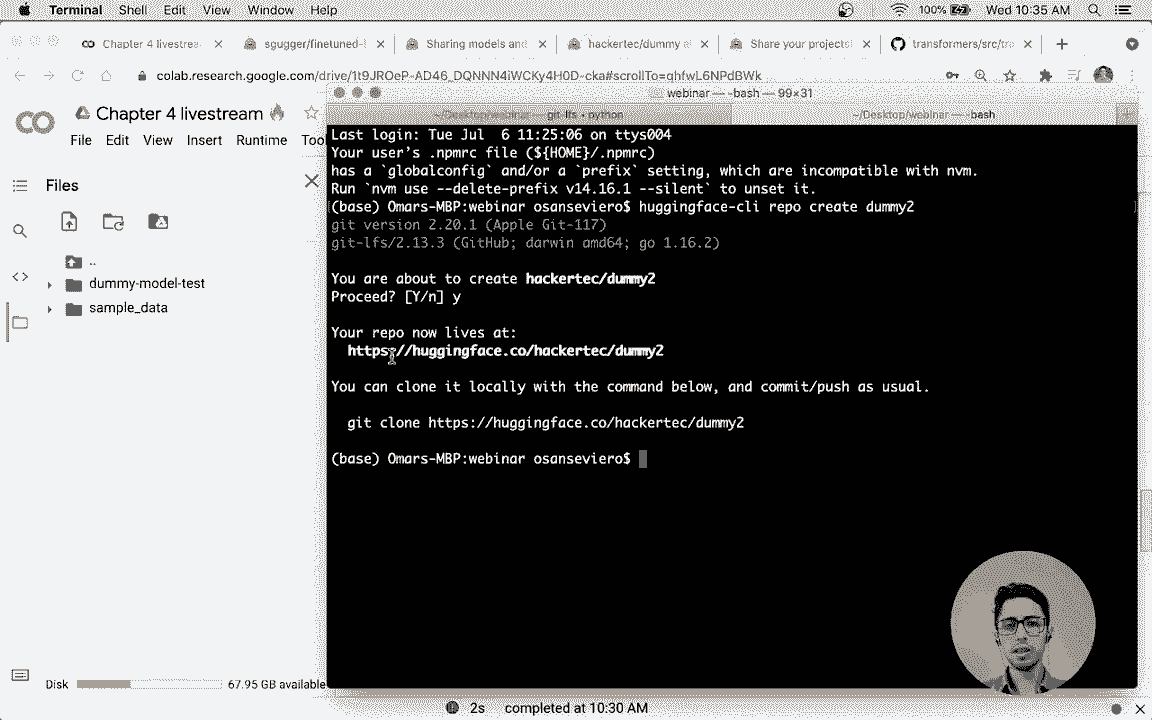 Terminal Shell Edit View Window Help 100% Wed 10:35 AM
Chapter 4 livestrea sgugger/finetuned- Sharing models and hackertec/dummy Share your projects! transformers/src/tra
colab.research.google.com/drive/1t9JROeP-AD46_DQNNN4iWCKy4H0D-cka#scrollTo=qhfwL6NPdBWk
webinar — -bash — 99×31
~/Desktop/webinar — git-lfs • python ~/Desktop/webinar — -bash
CO Chapter 4 livestream
File Edit View Insert Runtime Too
Files
..
dummy-model-test
sample_data
Disk 67.95 GB available
Last login: Tue Jul  6 11:25:06 on ttys004
Your user's .npmrc file (${HOME}/.npmrc)
has a `globalconfig` and/or a `prefix` setting, which are incompatible with nvm.
Run `nvm use --delete-prefix v14.16.1 --silent` to unset it.
(base) Omars-MBP:webinar osanseviero$ huggingface-cli repo create dummy2
git version 2.20.1 (Apple Git-117)
git-lfs/2.13.3 (GitHub; darwin amd64; go 1.16.2)
You are about to create hackertec/dummy2
Proceed? [Y/n] y
Your repo now lives at:
https://huggingface.co/hackertec/dummy2
You can clone it locally with the command below, and commit/push as usual.
git clone https://huggingface.co/hackertec/dummy2
(base) Omars-MBP:webinar osanseviero$
2s completed at 10:30 AM